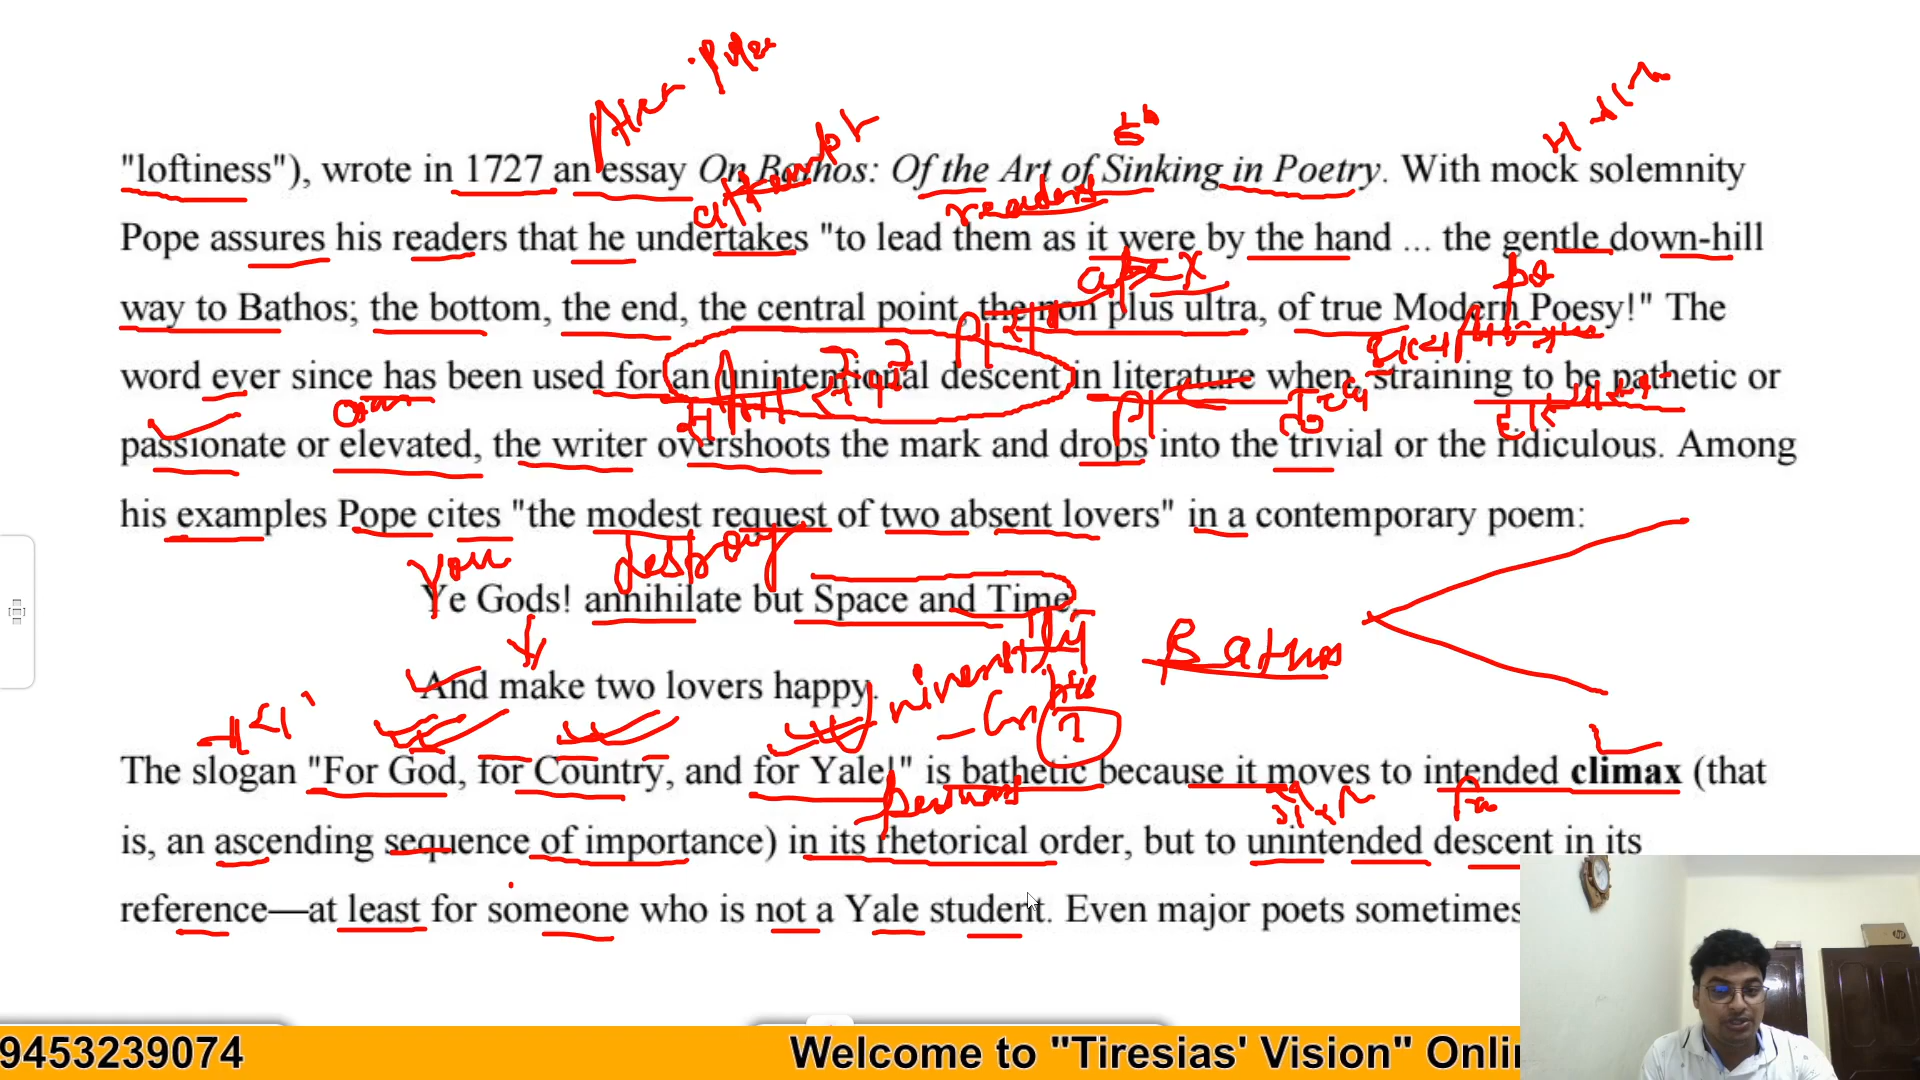 Pope
"loftiness"), wrote in 1727 an essay On Bathos: Of the Art of Sinking in Poetry. With mock solemnity
attempt
readers
Pope assures his readers that he undertakes "to lead them as it were by the hand ... the gentle down-hill
apex
way to Bathos; the bottom, the end, the central point, the non plus ultra, of true Modern Poesy!" The
word ever since has been used for an unintentional descent in literature when, straining to be pathetic or
passionate or elevated, the writer overshoots the mark and drops into the trivial or the ridiculous. Among
his examples Pope cites "the modest request of two absent lovers" in a contemporary poem:
You destroy
Ye Gods! annihilate but Space and Time,
Bathos
And make two lovers happy.
The slogan "For God, for Country, and for Yale!" is bathetic because it moves to intended climax (that
is, an ascending sequence of importance) in its rhetorical order, but to unintended descent in its
reference—at least for someone who is not a Yale student. Even major poets sometimes
9453239074 Welcome to "Tiresias' Vision" Onli